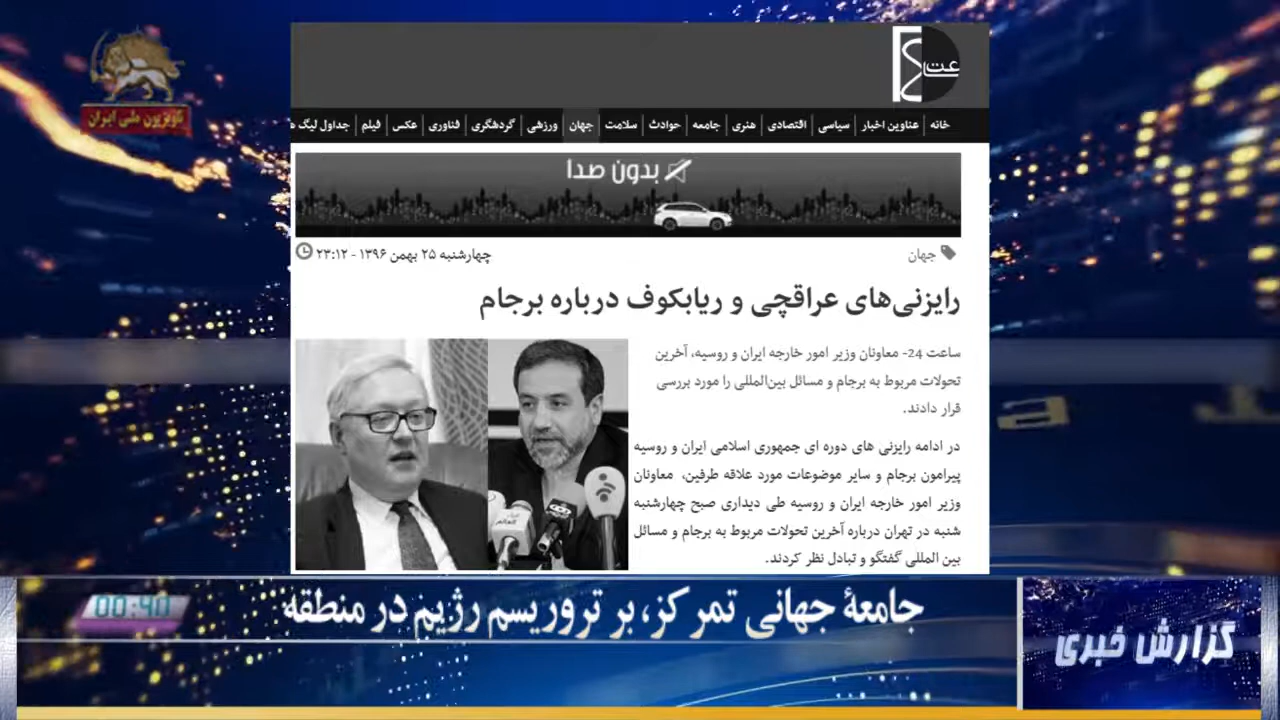 تلویزیون ملی ایران
ساعت
خانه | عناوین اخبار | سیاسی | اقتصادی | هنری | جامعه | حوادث | سلامت | جهان | ورزشی | گردشگری | فناوری | عکس | فیلم | جداول لیگ ه
بدون صدا
جهان
چهارشنبه ۲۵ بهمن ۱۳۹۶ - ۲۳:۱۲
رایزنی‌های عراقچی و ریابکوف درباره برجام
ساعت 24- معاونان وزیر امور خارجه ایران و روسیه، آخرین
تحولات مربوط به برجام و مسائل بین‌المللی را مورد بررسی
قرار دادند.
در ادامه رایزنی های دوره ای جمهوری اسلامی ایران و روسیه
پیرامون برجام و سایر موضوعات مورد علاقه طرفین، معاونان
وزیر امور خارجه ایران و روسیه طی دیداری صبح چهارشنبه
شنبه در تهران درباره آخرین تحولات مربوط به برجام و مسائل
بین المللی گفتگو و تبادل نظر کردند.
العالم
جامعهٔ جهانی تمرکز، بر تروریسم رژیم در منطقه
00:40
گزارش خبری